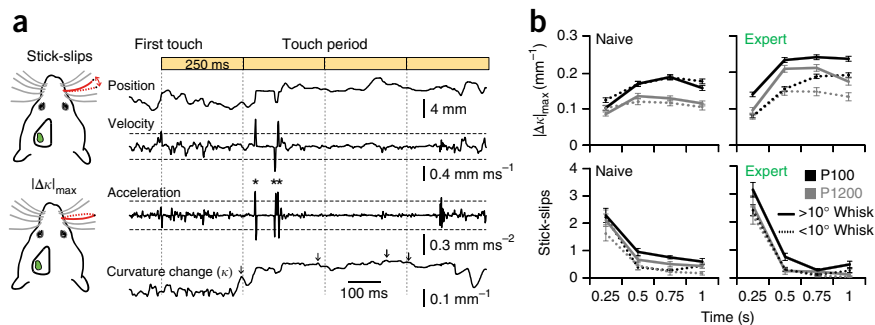 a
Stick-slips
|Δκ|max
First touch
Touch period
250 ms
Position
4 mm
Velocity
0.4 mm ms⁻¹
Acceleration
* **
0.3 mm ms⁻²
Curvature change (κ)
100 ms
0.1 mm⁻¹
b
Naive
Expert
|Δκ|max (mm⁻¹)
0.3
0.2
0.1
0
Naive
Expert
Stick-slips
4
3
2
1
0
P100
P1200
>10° Whisk
<10° Whisk
0.25 0.5 0.75 1
0.25 0.5 0.75 1
Time (s)